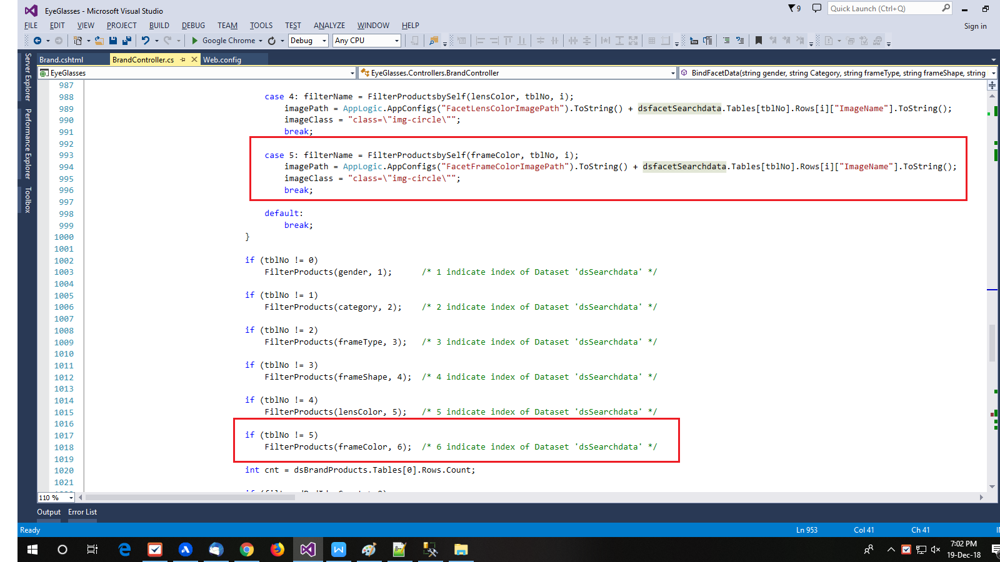 EyeGlasses - Microsoft Visual Studio
9
Quick Launch (Ctrl+Q)
FILE EDIT VIEW PROJECT BUILD DEBUG TEAM TOOLS TEST ANALYZE WINDOW HELP
Sign in
Google Chrome Debug Any CPU
Server Explorer
Performance Explorer
Toolbox
Brand.cshtml BrandController.cs Web.config
EyeGlasses EyeGlasses.Controllers.BrandController BindFacetData(string gender, string Category, string frameType, string frameShape, string
987
988 case 4: filterName = FilterProductsbySelf(lensColor, tblNo, i);
989 imagePath = AppLogic.AppConfigs("FacetLensColorImagePath").ToString() + dsfacetSearchdata.Tables[tblNo].Rows[i]["ImageName"].ToString();
990 imageClass = "class=\"img-circle\"";
991 break;
992
993 case 5: filterName = FilterProductsbySelf(frameColor, tblNo, i);
994 imagePath = AppLogic.AppConfigs("FacetFrameColorImagePath").ToString() + dsfacetSearchdata.Tables[tblNo].Rows[i]["ImageName"].ToString();
995 imageClass = "class=\"img-circle\"";
996 break;
997
998 default:
999 break;
1000 }
1001
1002 if (tblNo != 0)
1003 FilterProducts(gender, 1); /* 1 indicate index of Dataset 'dsSearchdata' */
1004
1005 if (tblNo != 1)
1006 FilterProducts(category, 2); /* 2 indicate index of Dataset 'dsSearchdata' */
1007
1008 if (tblNo != 2)
1009 FilterProducts(frameType, 3); /* 3 indicate index of Dataset 'dsSearchdata' */
1010
1011 if (tblNo != 3)
1012 FilterProducts(frameShape, 4); /* 4 indicate index of Dataset 'dsSearchdata' */
1013
1014 if (tblNo != 4)
1015 FilterProducts(lensColor, 5); /* 5 indicate index of Dataset 'dsSearchdata' */
1016
1017 if (tblNo != 5)
1018 FilterProducts(frameColor, 6); /* 6 indicate index of Dataset 'dsSearchdata' */
1019
1020 int cnt = dsBrandProducts.Tables[0].Rows.Count;
1021
110 %
Output Error List
Ready Ln 953 Col 41 Ch 41
7:02 PM
19-Dec-18